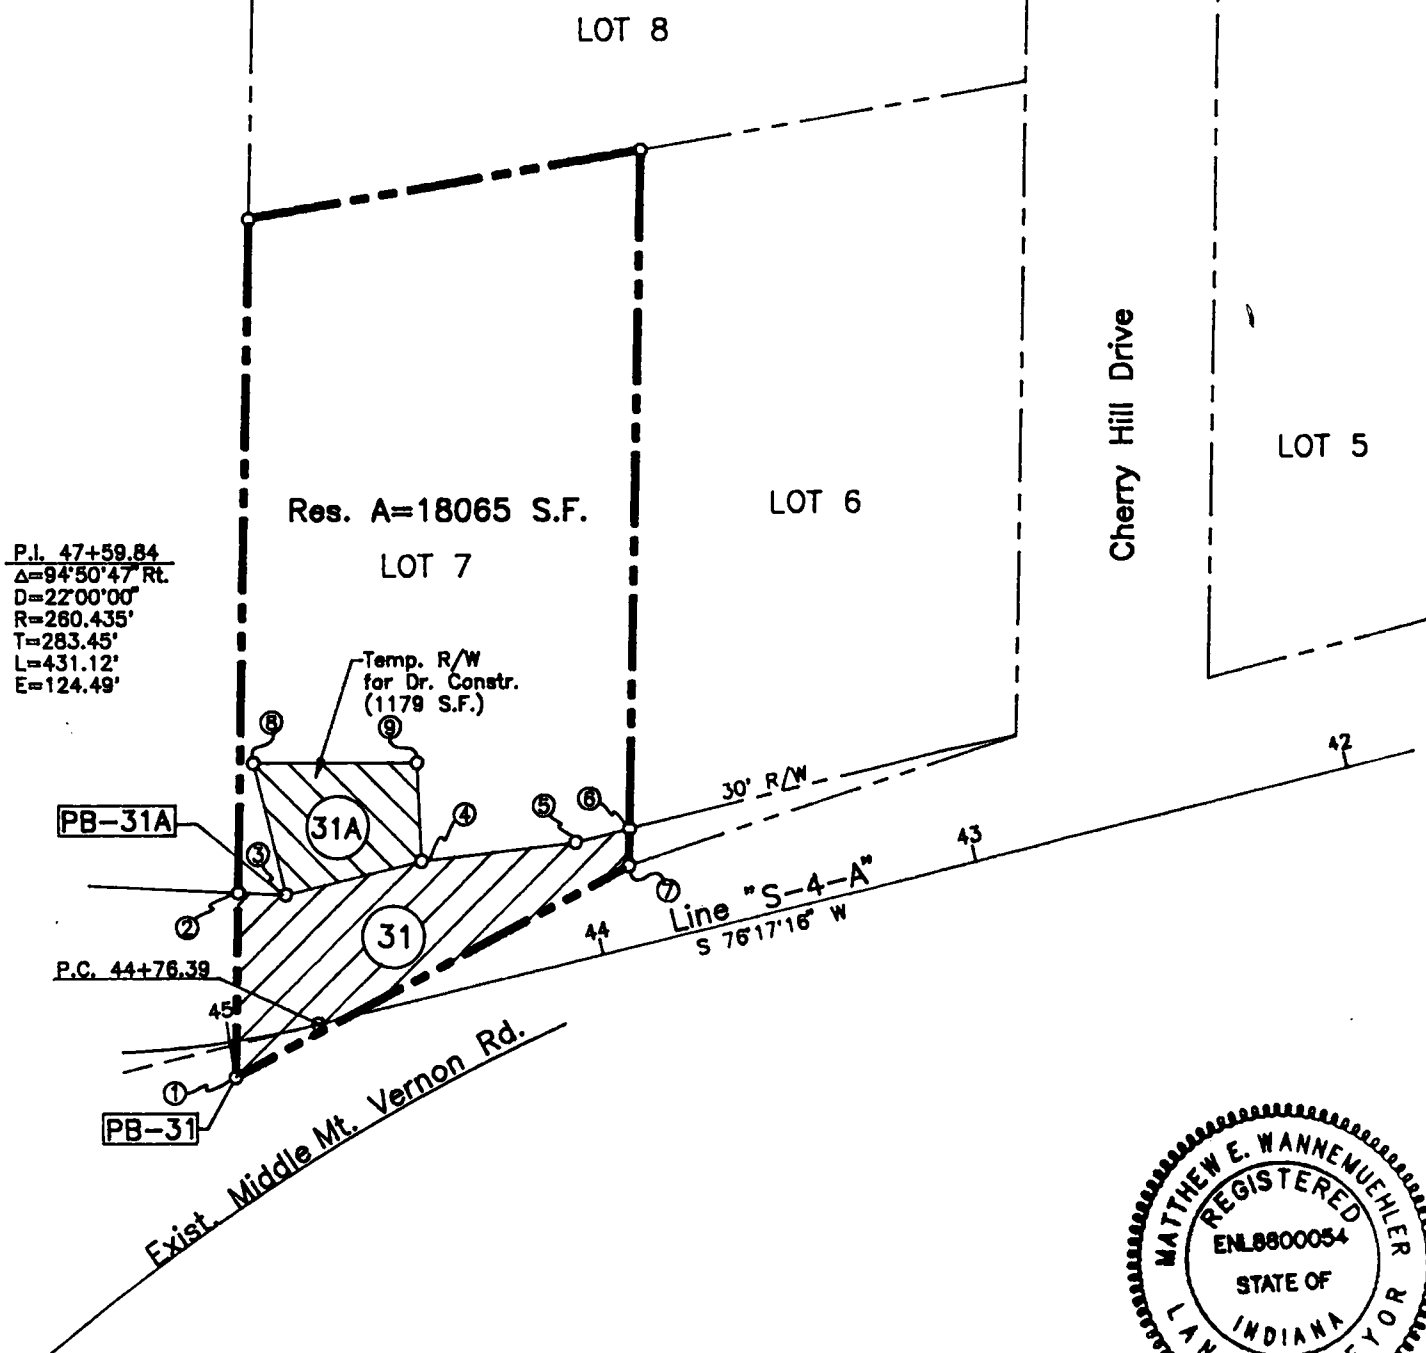 LOT 8
Cherry Hill Drive
LOT 5
LOT 6
Res. A=18065 S.F.
LOT 7
P.I. 47+59.84
Δ=94°50'47" Rt.
D=22°00'00"
R=260.435'
T=283.45'
L=431.12'
E=124.49'
Temp. R/W
for Dr. Constr.
(1179 S.F.)
8
9
42
30' R/W
PB-31A
31A
3
4
5
6
43
7
2
31
44
Line "S-4-A"
S 76°17'16" W
P.C. 44+76.39
45
1
PB-31
Exist. Middle Mt. Vernon Rd.
MATTHEW E. WANNEMUEHLER
REGISTERED
ENL8800054
STATE OF
INDIANA